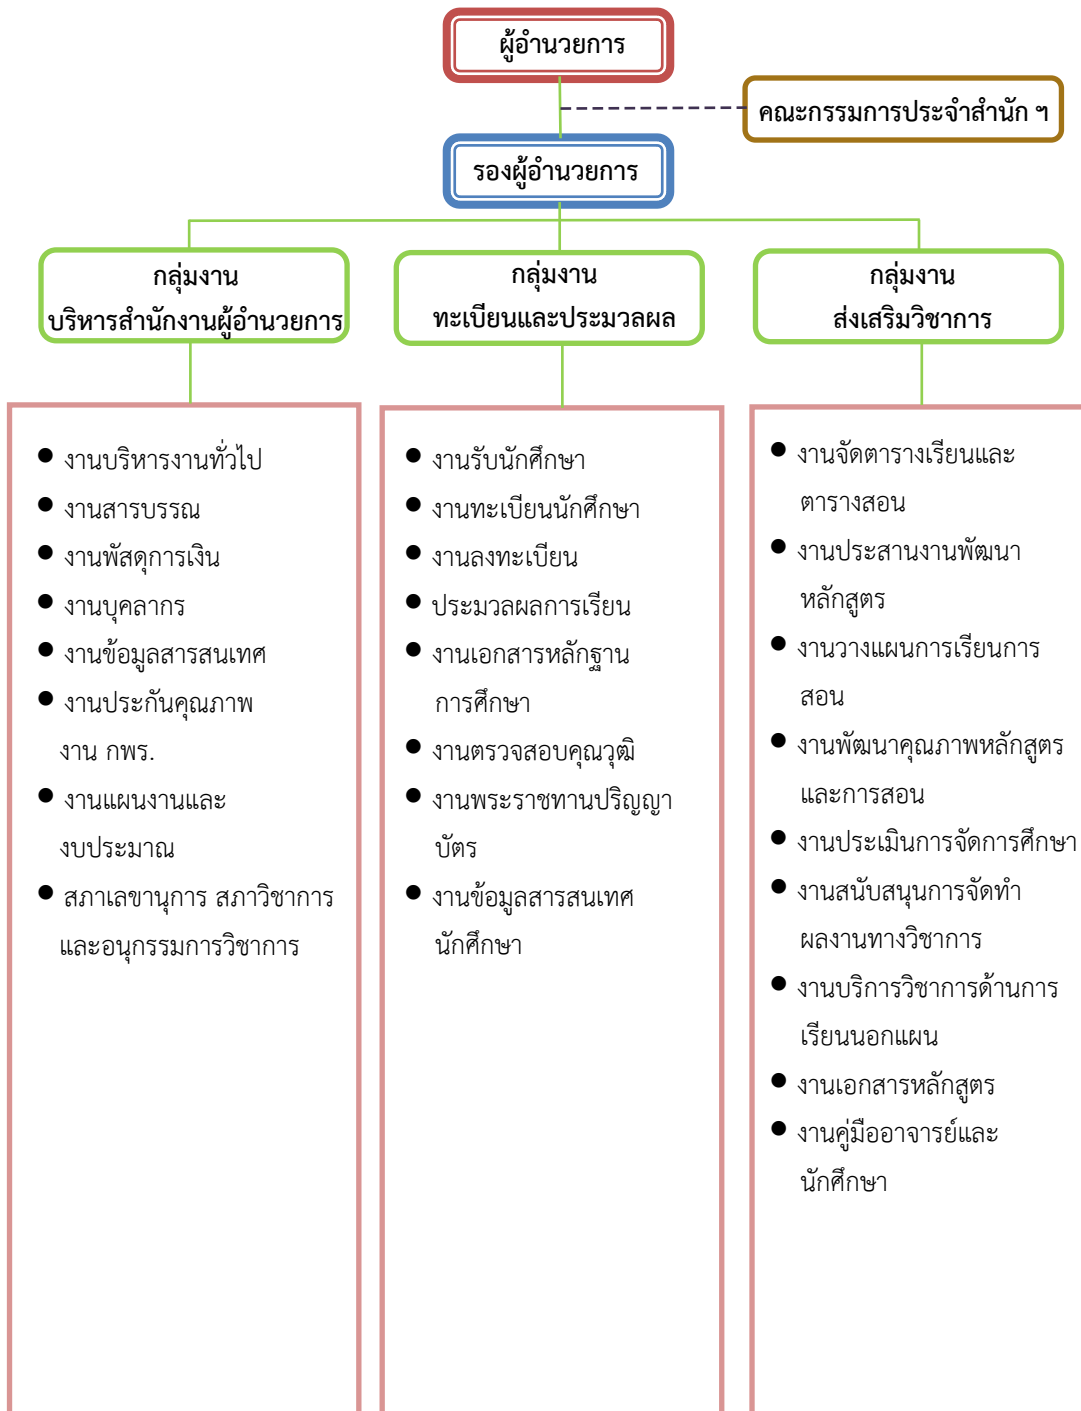 ผู้อำนวยการ
คณะกรรมการประจำสำนัก ฯ
รองผู้อำนวยการ
กลุ่มงาน
บริหารสำนักงานผู้อำนวยการ
กลุ่มงาน
ทะเบียนและประมวลผล
กลุ่มงาน
ส่งเสริมวิชาการ
● งานบริหารงานทั่วไป
● งานสารบรรณ
● งานพัสดุการเงิน
● งานบุคลากร
● งานข้อมูลสารสนเทศ
● งานประกันคุณภาพ
งาน กพร.
● งานแผนงานและ
งบประมาณ
● สภาเลขานุการ สภาวิชาการ
และอนุกรรมการวิชาการ
● งานรับนักศึกษา
● งานทะเบียนนักศึกษา
● งานลงทะเบียน
● ประมวลผลการเรียน
● งานเอกสารหลักฐาน
การศึกษา
● งานตรวจสอบคุณวุฒิ
● งานพระราชทานปริญญา
บัตร
● งานข้อมูลสารสนเทศ
นักศึกษา
● งานจัดตารางเรียนและ
ตารางสอน
● งานประสานงานพัฒนา
หลักสูตร
● งานวางแผนการเรียนการ
สอน
● งานพัฒนาคุณภาพหลักสูตร
และการสอน
● งานประเมินการจัดการศึกษา
● งานสนับสนุนการจัดทำ
ผลงานทางวิชาการ
● งานบริการวิชาการด้านการ
เรียนนอกแผน
● งานเอกสารหลักสูตร
● งานคู่มืออาจารย์และ
นักศึกษา